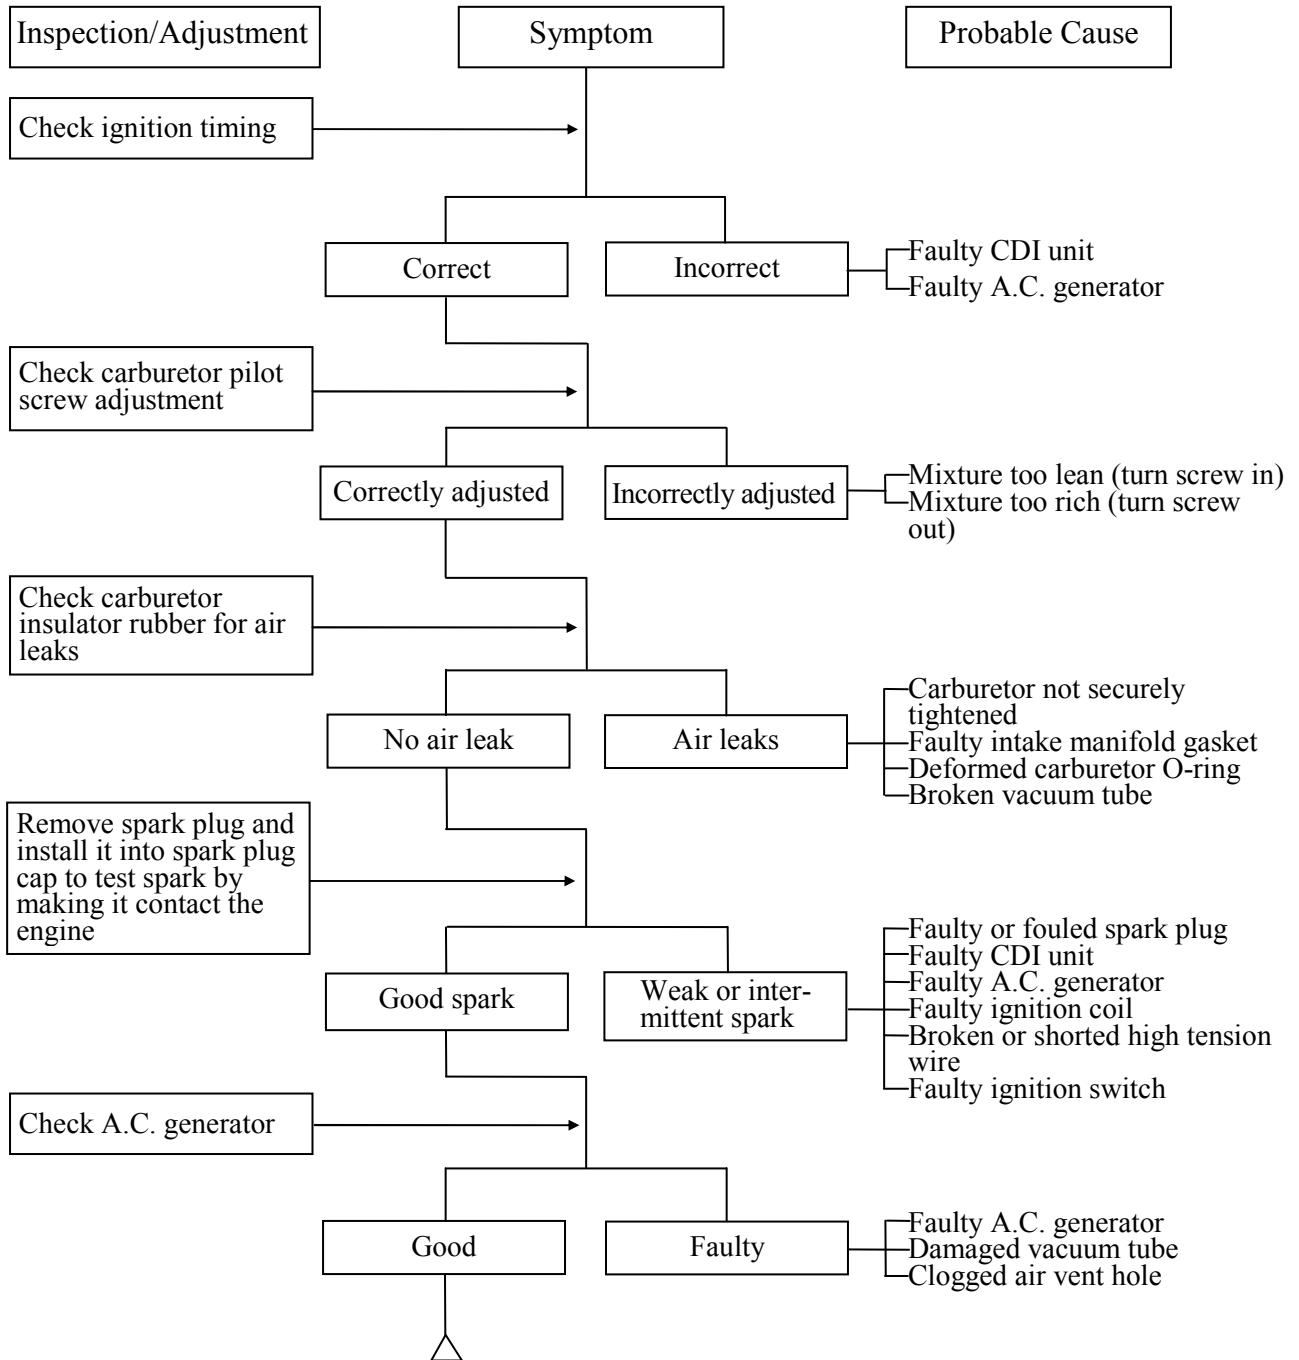 Inspection/Adjustment
Symptom
Probable Cause
Check ignition timing
Correct
Incorrect
Faulty CDI unit
Faulty A.C. generator
Check carburetor pilot
screw adjustment
Correctly adjusted
Incorrectly adjusted
Mixture too lean (turn screw in)
Mixture too rich (turn screw
out)
Check carburetor
insulator rubber for air
leaks
No air leak
Air leaks
Carburetor not securely
tightened
Faulty intake manifold gasket
Deformed carburetor O-ring
Broken vacuum tube
Remove spark plug and
install it into spark plug
cap to test spark by
making it contact the
engine
Good spark
Weak or inter-
mittent spark
Faulty or fouled spark plug
Faulty CDI unit
Faulty A.C. generator
Faulty ignition coil
Broken or shorted high tension
wire
Faulty ignition switch
Check A.C. generator
Good
Faulty
Faulty A.C. generator
Damaged vacuum tube
Clogged air vent hole